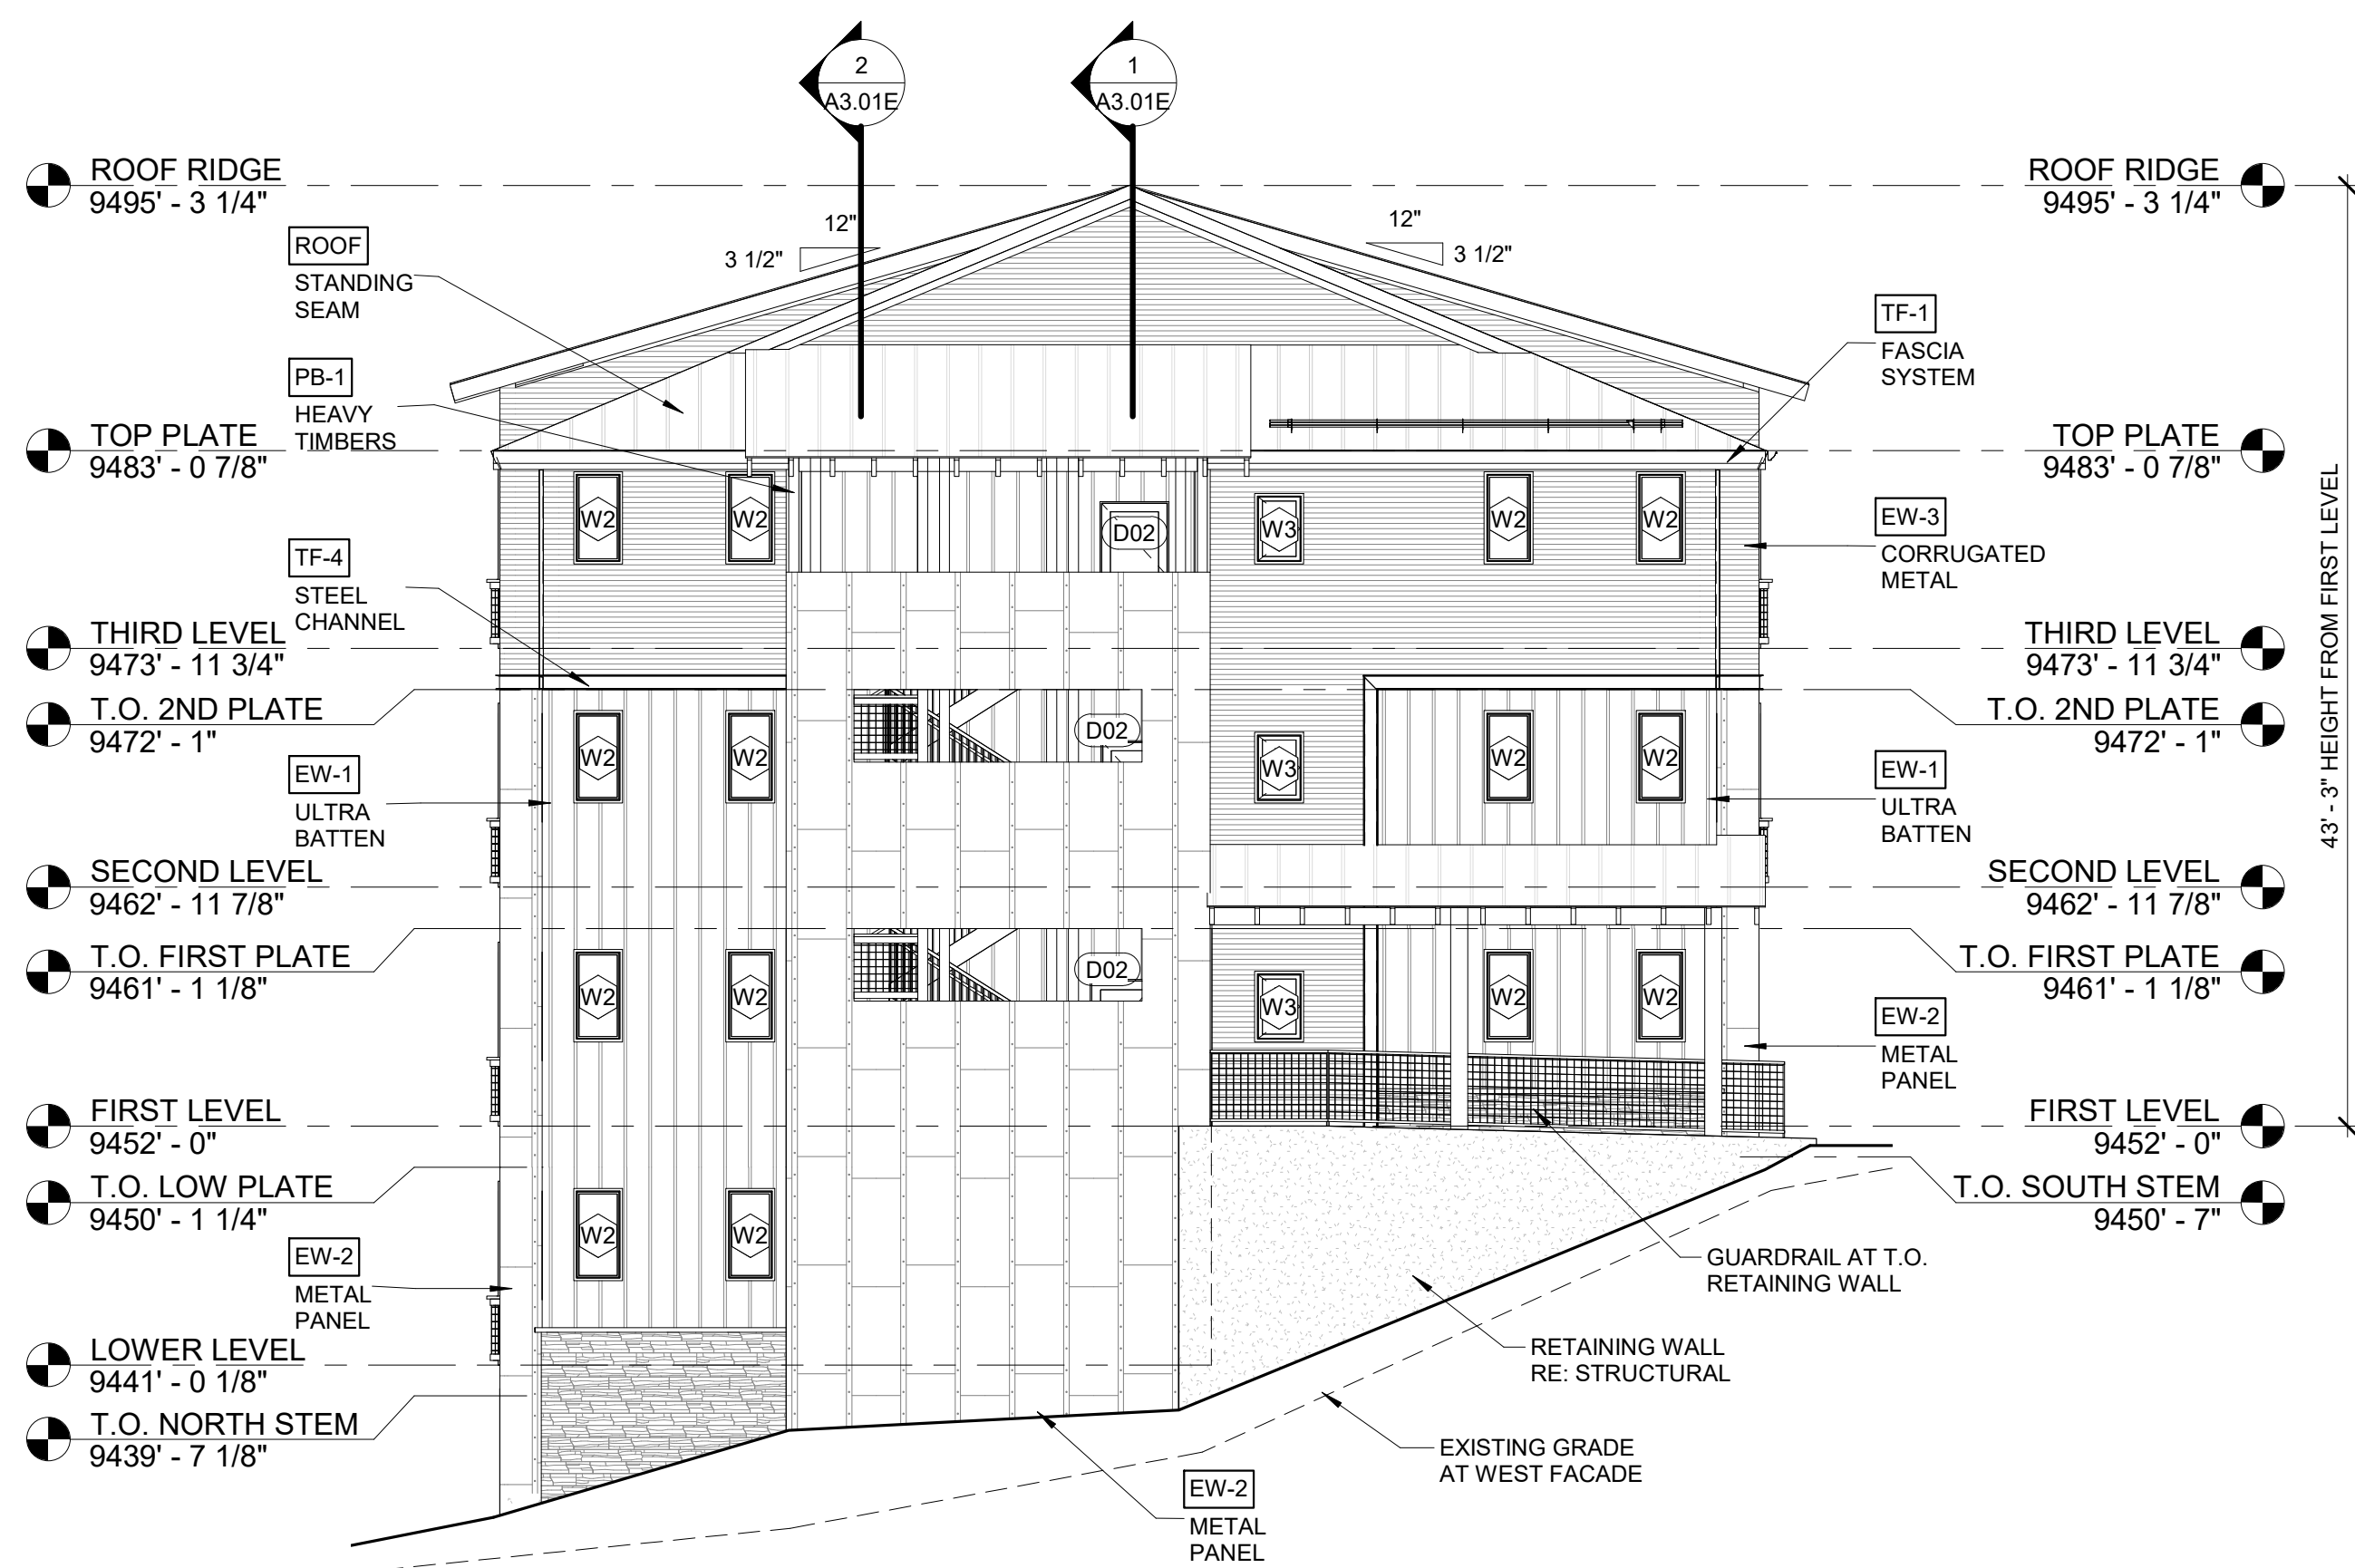 2
A3.01E
1
A3.01E
ROOF RIDGE
9495' - 3 1/4"
ROOF
STANDING
SEAM
PB-1
HEAVY
TIMBERS
TOP PLATE
9483' - 0 7/8"
TF-4
STEEL
CHANNEL
THIRD LEVEL
9473' - 11 3/4"
T.O. 2ND PLATE
9472' - 1"
EW-1
ULTRA
BATTEN
SECOND LEVEL
9462' - 11 7/8"
T.O. FIRST PLATE
9461' - 1 1/8"
FIRST LEVEL
9452' - 0"
T.O. LOW PLATE
9450' - 1 1/4"
EW-2
METAL
PANEL
LOWER LEVEL
9441' - 0 1/8"
T.O. NORTH STEM
9439' - 7 1/8"
12"
3 1/2"
12"
3 1/2"
W2
W2
D02
W3
W2
W2
W2
W2
D02
W3
W2
W2
W2
W2
D02
W3
W2
W2
W2
W2
ROOF RIDGE
9495' - 3 1/4"
TF-1
FASCIA
SYSTEM
TOP PLATE
9483' - 0 7/8"
EW-3
CORRUGATED
METAL
THIRD LEVEL
9473' - 11 3/4"
T.O. 2ND PLATE
9472' - 1"
EW-1
ULTRA
BATTEN
SECOND LEVEL
9462' - 11 7/8"
T.O. FIRST PLATE
9461' - 1 1/8"
EW-2
METAL
PANEL
FIRST LEVEL
9452' - 0"
T.O. SOUTH STEM
9450' - 7"
43' - 3" HEIGHT FROM FIRST LEVEL
GUARDRAIL AT T.O.
RETAINING WALL
RETAINING WALL
RE: STRUCTURAL
EXISTING GRADE
AT WEST FACADE
EW-2
METAL
PANEL